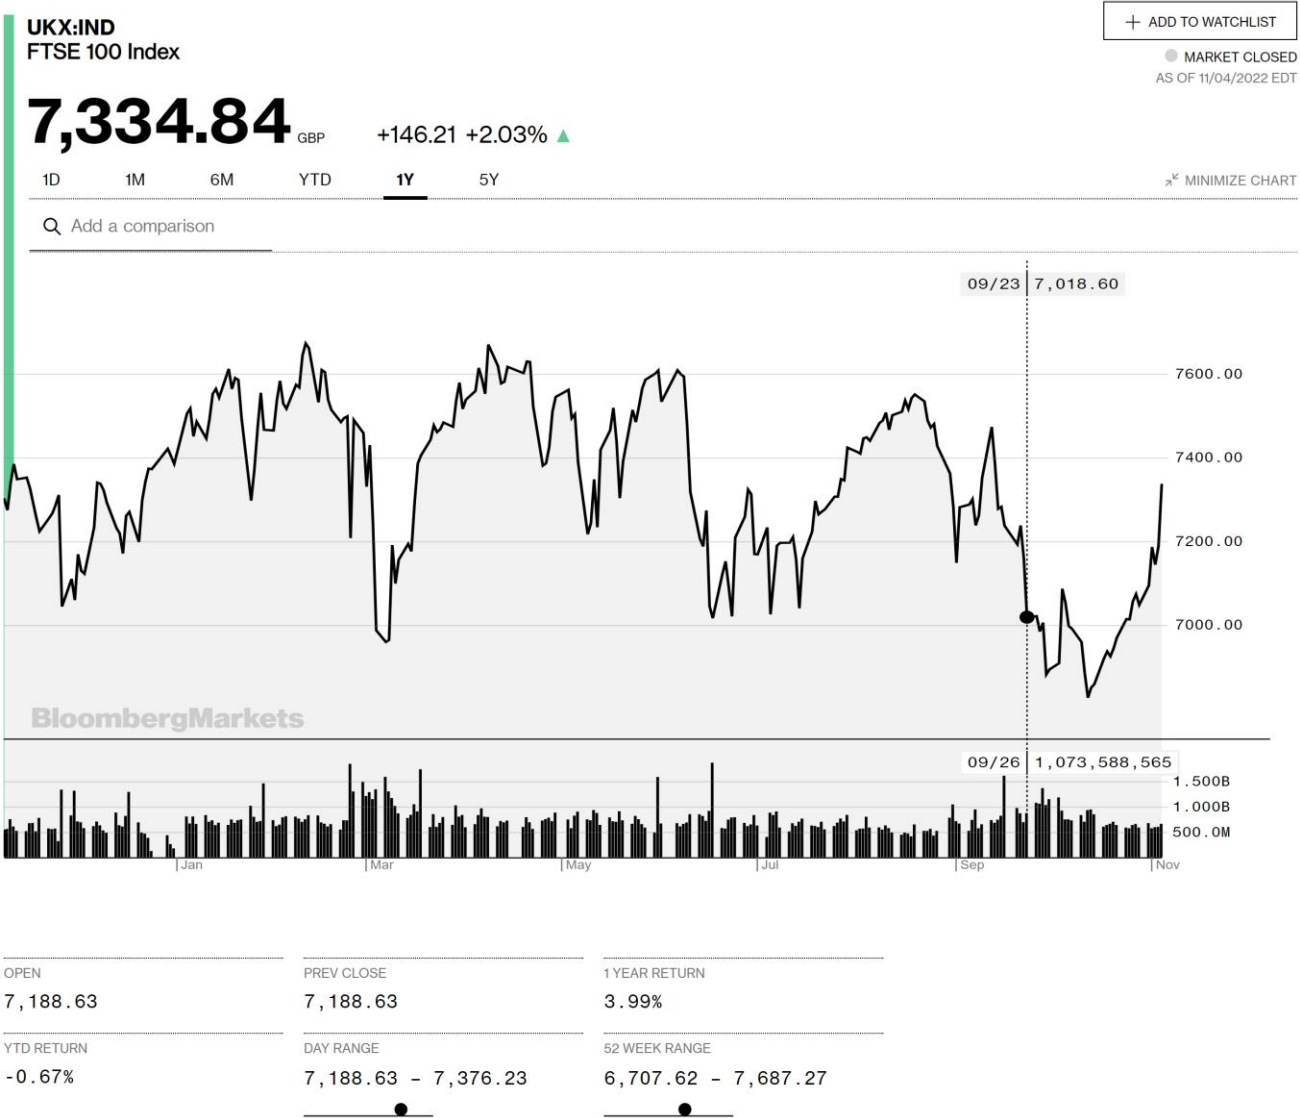 UKX:IND
FTSE 100 Index
+ ADD TO WATCHLIST
MARKET CLOSED
AS OF 11/04/2022 EDT
7,334.84 GBP +146.21 +2.03%
1D 1M 6M YTD 1Y 5Y
MINIMIZE CHART
Add a comparison
09/23 7,018.60
7600.00
7400.00
7200.00
7000.00
BloombergMarkets
09/26 1,073,588,565
1.500B
1.000B
500.0M
Jan Mar May Jul Sep Nov
OPEN PREV CLOSE 1 YEAR RETURN
7,188.63 7,188.63 3.99%
YTD RETURN DAY RANGE 52 WEEK RANGE
-0.67% 7,188.63 – 7,376.23 6,707.62 – 7,687.27